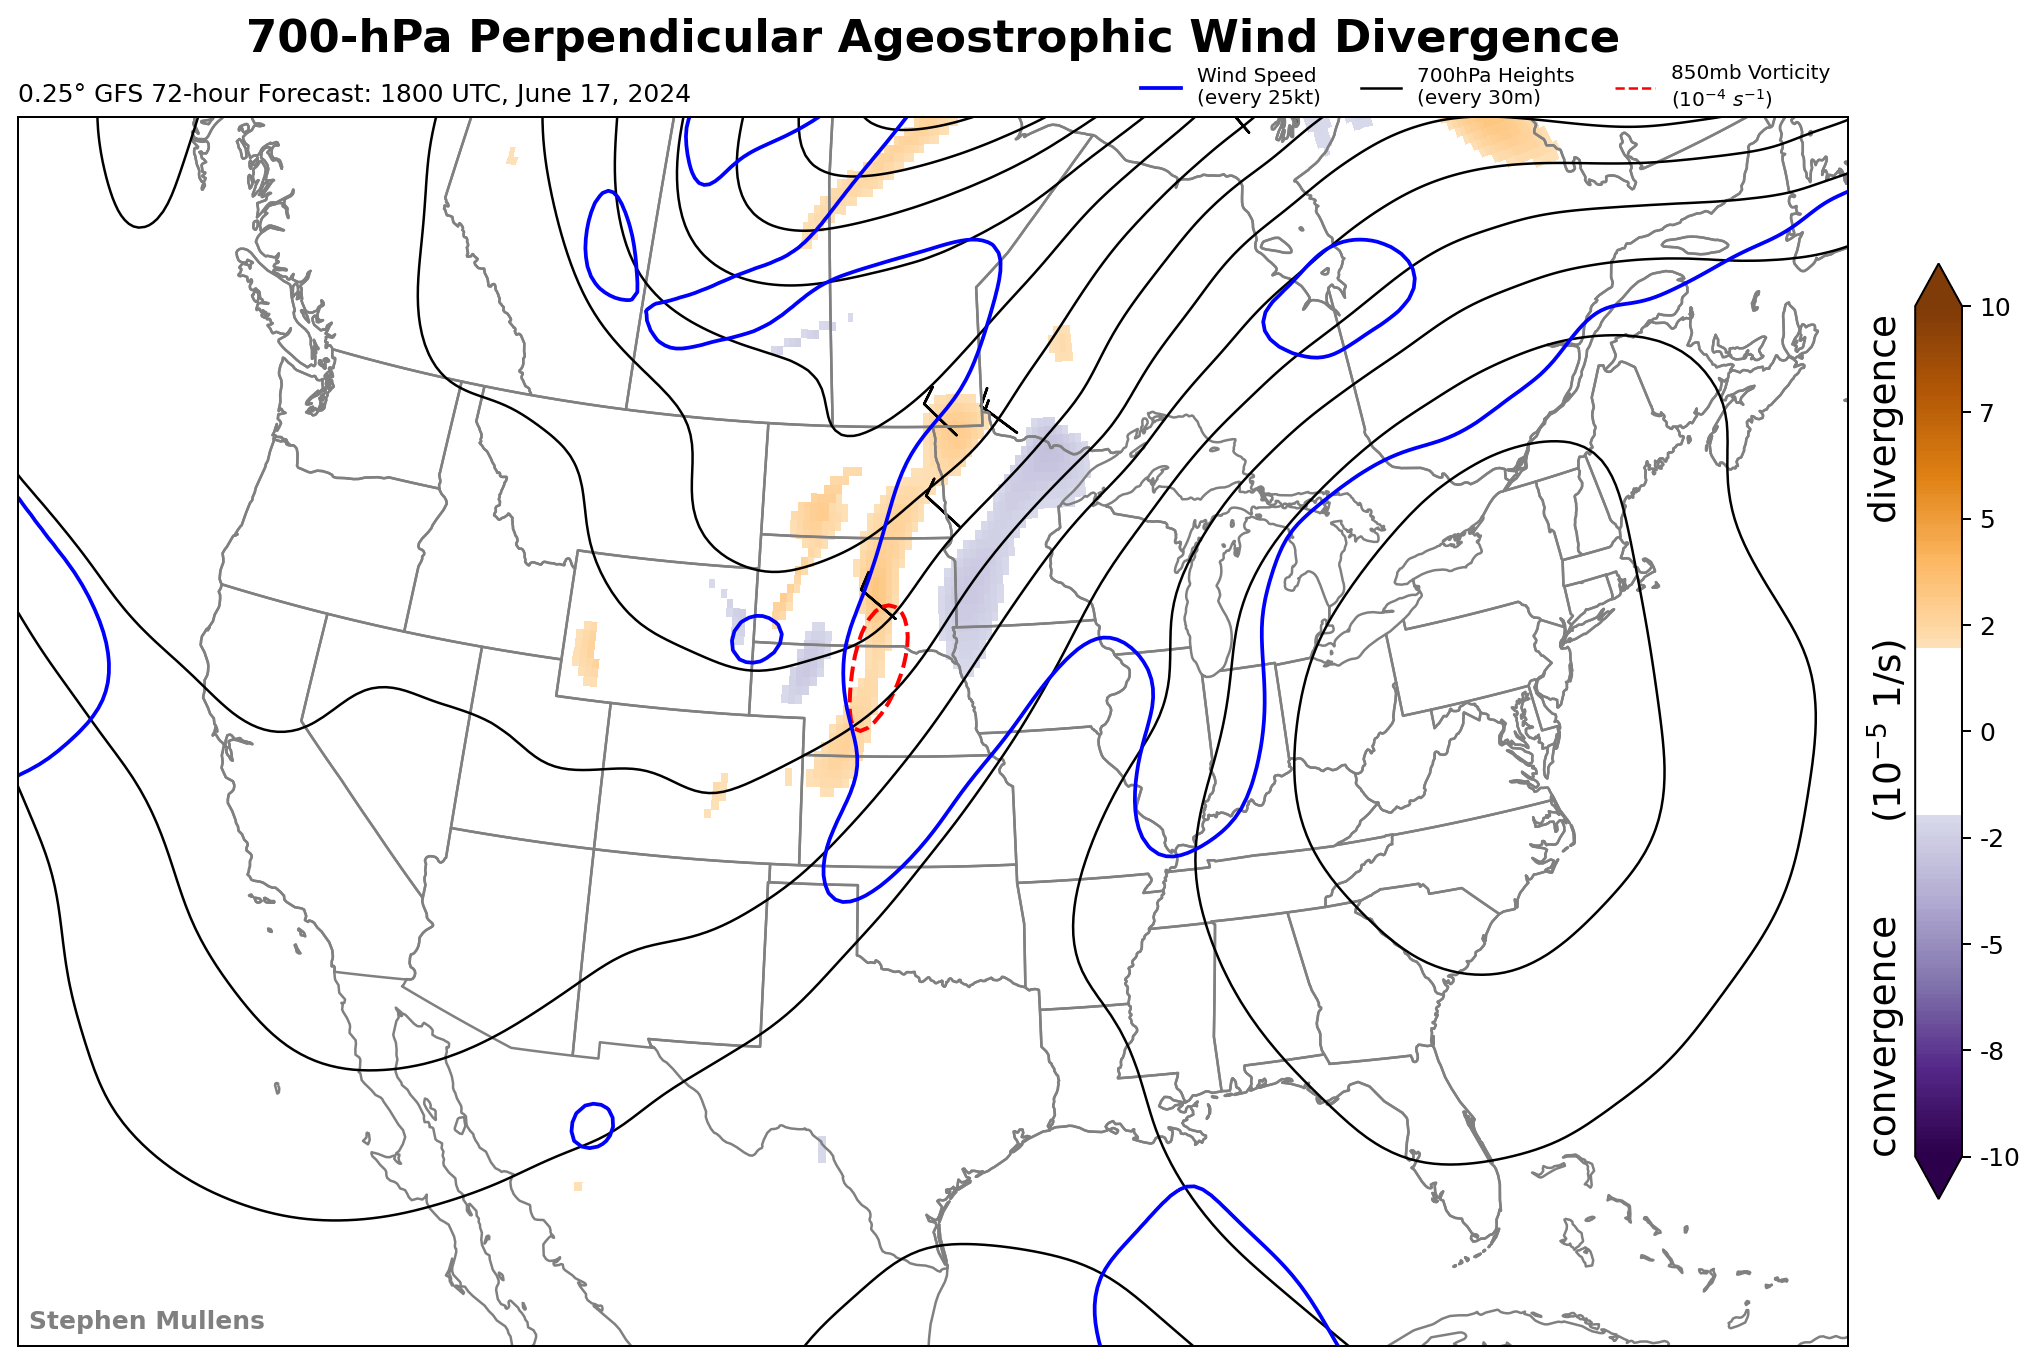 700-hPa Perpendicular Ageostrophic Wind Divergence
0.25° GFS 72-hour Forecast: 1800 UTC, June 17, 2024
Wind Speed
(every 25kt)
700hPa Heights
(every 30m)
850mb Vorticity
(10⁻⁴ s⁻¹)
10
7
5
2
0
-2
-5
-8
-10
convergence (10⁻⁵ 1/s) divergence
Stephen Mullens